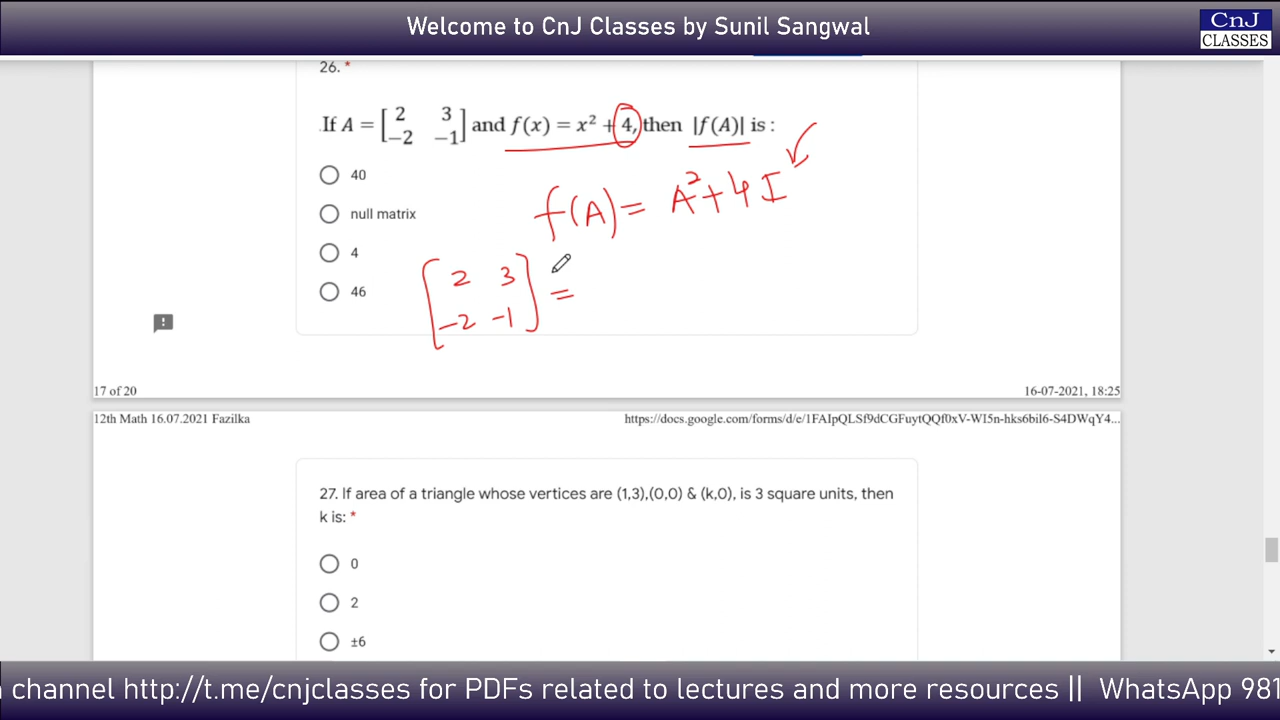 Welcome to CnJ Classes by Sunil Sangwal
CnJ
CLASSES
26. *
If A = [2 3
−2 −1] and f(x) = x² + 4, then |f(A)| is :
40
null matrix
4
46
f(A) = A² + 4 I
[2 3
−2 −1] =
17 of 20
16-07-2021, 18:25
12th Math 16.07.2021 Fazilka
https://docs.google.com/forms/d/e/1FAIpQLSf9dCGFuytQQf0xV-WI5n-hks6bil6-S4DWqY4...
27. If area of a triangle whose vertices are (1,3),(0,0) & (k,0), is 3 square units, then
k is: *
0
2
±6
channel http://t.me/cnjclasses for PDFs related to lectures and more resources || WhatsApp 981